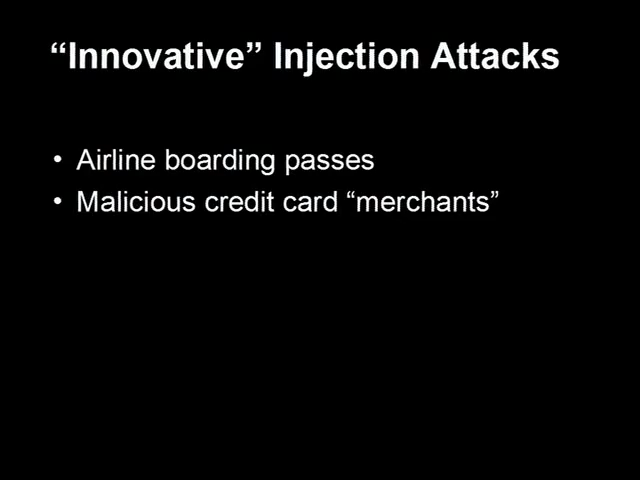 “Innovative” Injection Attacks
• Airline boarding passes
• Malicious credit card “merchants”